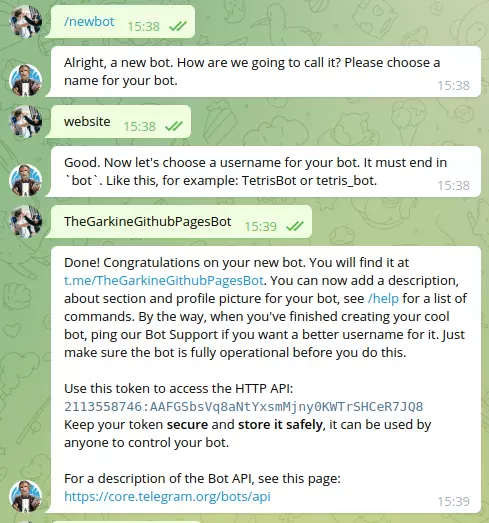 /newbot 15:38
Alright, a new bot. How are we going to call it? Please choose a
name for your bot. 15:38
website 15:38
Good. Now let's choose a username for your bot. It must end in
`bot`. Like this, for example: TetrisBot or tetris_bot. 15:38
TheGarkineGithubPagesBot 15:39
Done! Congratulations on your new bot. You will find it at
t.me/TheGarkineGithubPagesBot. You can now add a description,
about section and profile picture for your bot, see /help for a list of
commands. By the way, when you've finished creating your cool
bot, ping our Bot Support if you want a better username for it. Just
make sure the bot is fully operational before you do this.
Use this token to access the HTTP API:
2113558746:AAFGSbsVq8aNtYxsmMjny0KWTrSHCeR7JQ8
Keep your token secure and store it safely, it can be used by
anyone to control your bot.
For a description of the Bot API, see this page:
https://core.telegram.org/bots/api 15:39